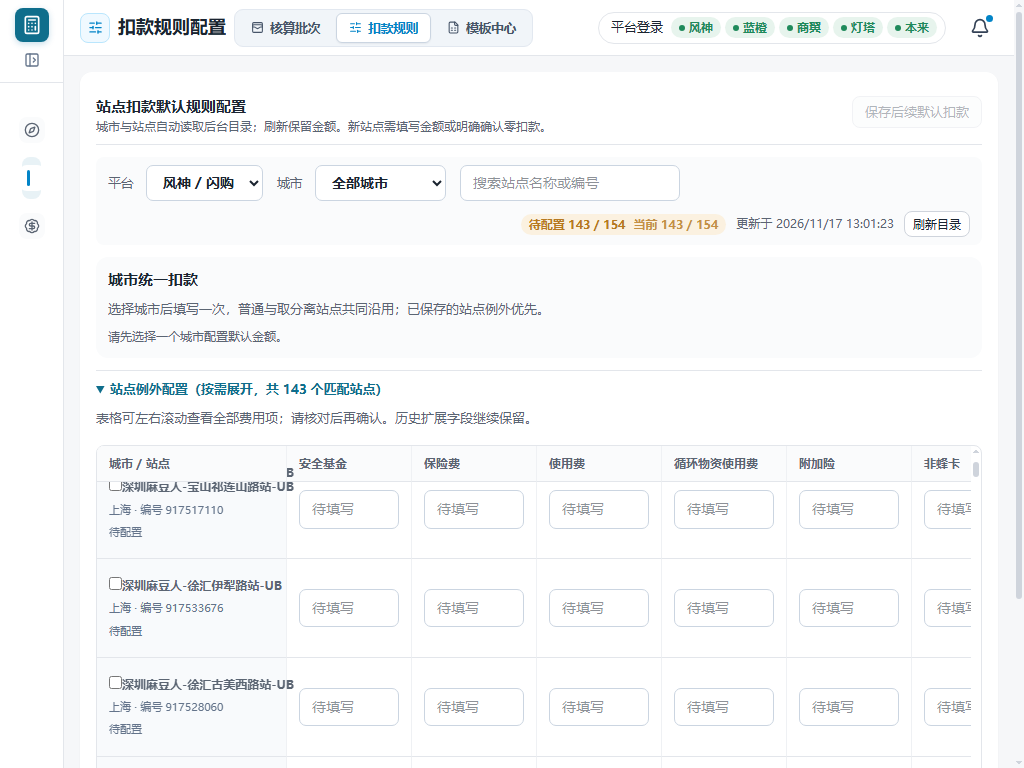 扣款规则配置
核算批次
扣款规则
模板中心
平台登录
风神
蓝橙
商翼
灯塔
本来
站点扣款默认规则配置
城市与站点自动读取后台目录；刷新保留金额。新站点需填写金额或明确确认零扣款。
保存后续默认扣款
平台
风神 / 闪购
城市
全部城市
搜索站点名称或编号
待配置 143 / 154 当前 143 / 154
更新于 2026/11/17 13:01:23
刷新目录
城市统一扣款
选择城市后填写一次，普通与取分离站点共同沿用；已保存的站点例外优先。
请先选择一个城市配置默认金额。
▼ 站点例外配置（按需展开，共 143 个匹配站点）
表格可左右滚动查看全部费用项；请核对后再确认。历史扩展字段继续保留。
城市 / 站点
B
安全基金
保险费
使用费
循环物资使用费
附加险
非蜂卡
深圳麻豆人-宝山祁莲山路站-UB
上海 · 编号 917517110
待配置
待填写
待填写
待填写
待填写
待填写
待填写
深圳麻豆人-徐汇伊犁路站-UB
上海 · 编号 917533676
待配置
待填写
待填写
待填写
待填写
待填写
待填写
深圳麻豆人-徐汇古美西路站-UB
上海 · 编号 917528060
待配置
待填写
待填写
待填写
待填写
待填写
待填写